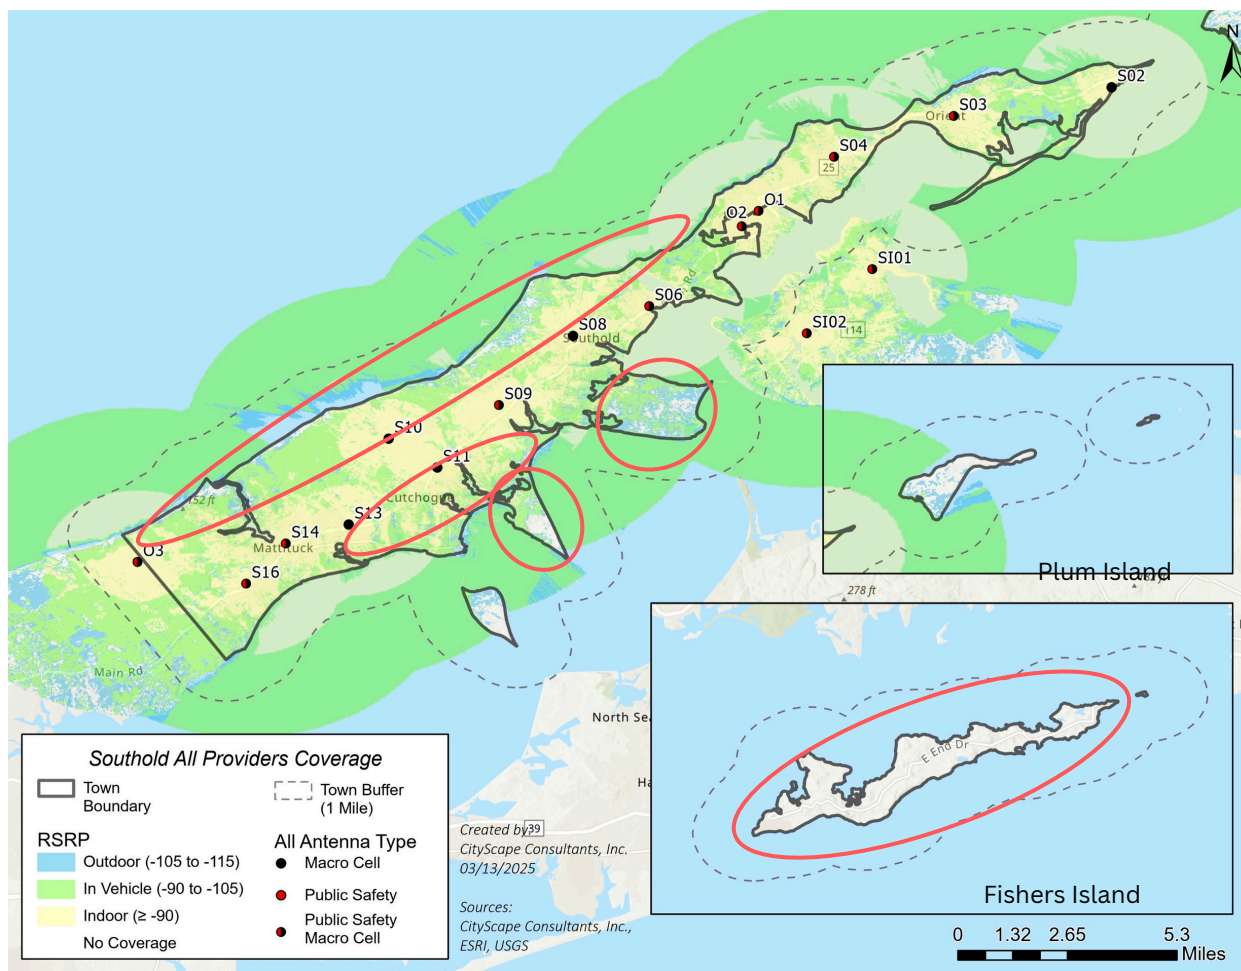 N
S02
S03
Orient
S04
25
O1
O2
Rd
SI01
S06
SI02
114
S08
Southold
S09
S10
S11
Cutchogue
152 ft
S13
S14
Mattituck
O3
S16
Main Rd
Plum Island
278 ft
North Sea
39
E End Dr
Fishers Island
Southold All Providers Coverage
Town Boundary
Town Buffer (1 Mile)
RSRP
Outdoor (-105 to -115)
In Vehicle (-90 to -105)
Indoor (≥ -90)
No Coverage
All Antenna Type
Macro Cell
Public Safety
Public Safety Macro Cell
Created by:
CityScape Consultants, Inc.
03/13/2025
Sources:
CityScape Consultants, Inc.,
ESRI, USGS
0 1.32 2.65 5.3
Miles